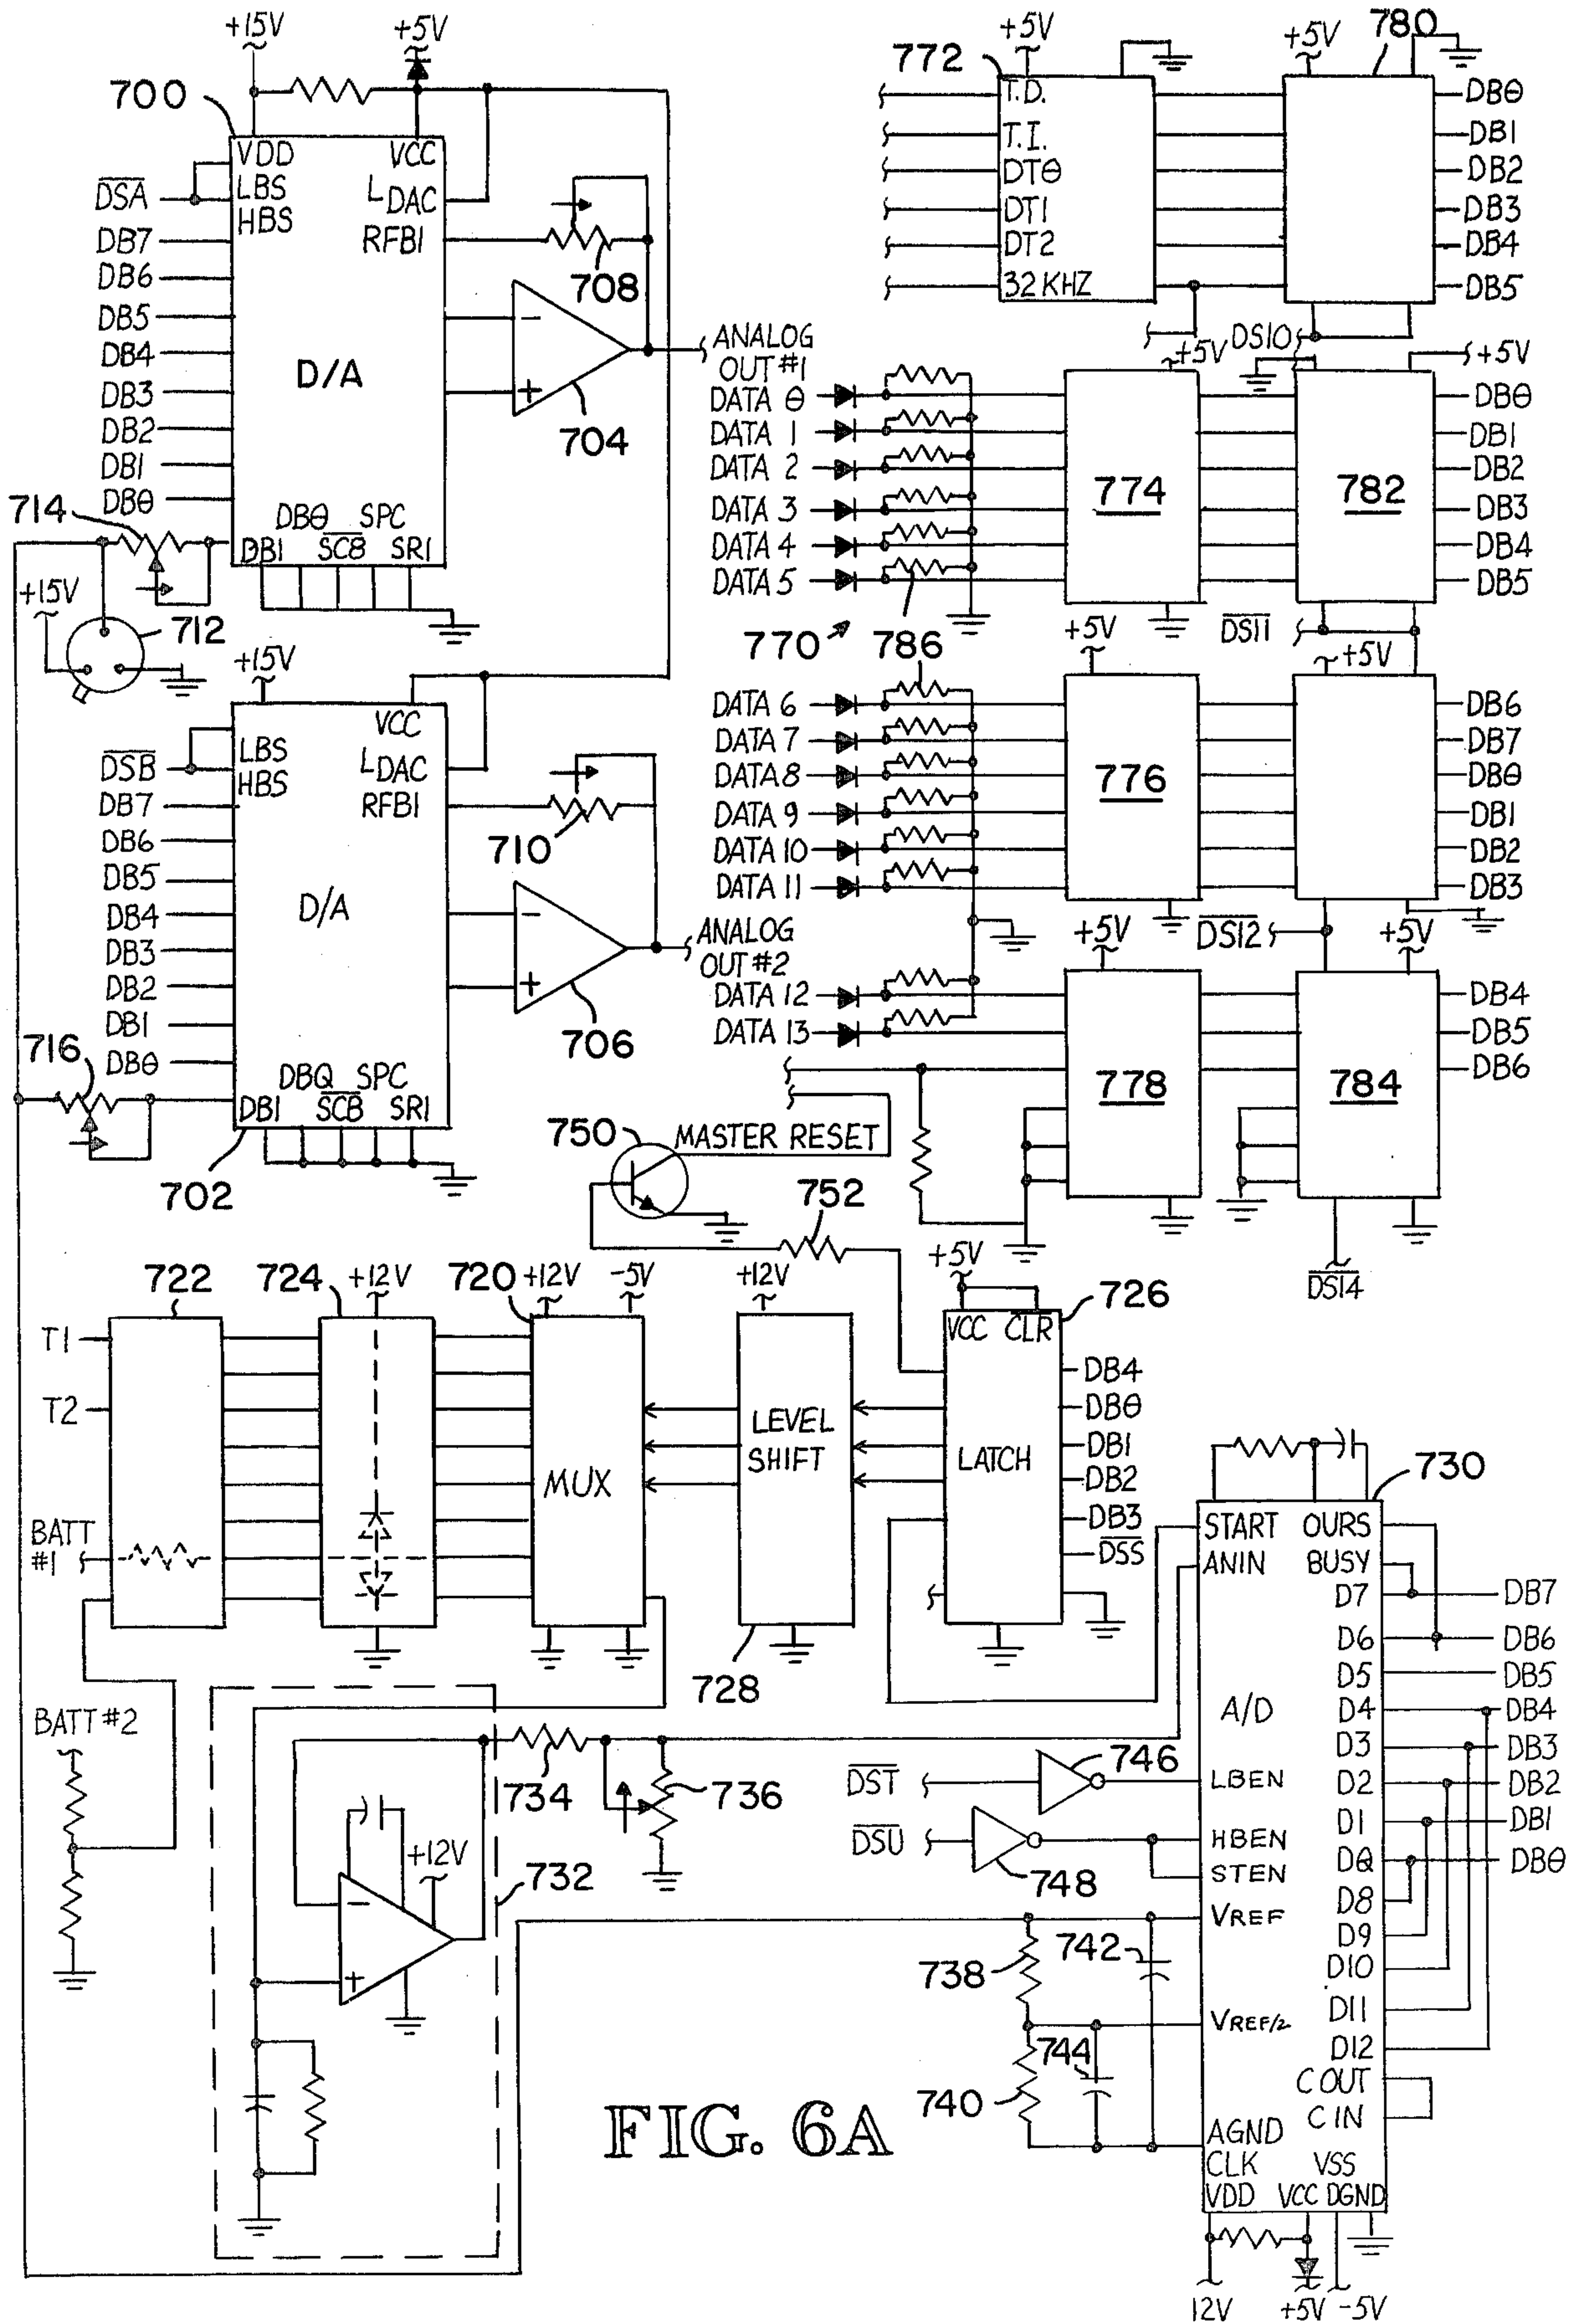 +15V
+5V
700
VDD
VCC
DSA
LBS
LDAC
HBS
RFB1
DB7
DB6
708
DB5
DB4
D/A
DB3
704
DB2
DB1
DBθ
ANALOG
OUT #1
714
DBθ SPC
DB1 SCB SR1
+15V
712
+15V
VCC
DSB
LBS
LDAC
HBS
RFB1
DB7
DB6
710
DB5
D/A
DB4
DB3
DB2
706
DB1
DBθ
ANALOG
OUT #2
716
DBQ SPC
DB1 SCB SR1
702
772
+5V
780
+5V
T.D.
T.I.
DTθ
DT1
DT2
32 KHZ
DBθ
DB1
DB2
DB3
DB4
DB5
DS10
+5V
+5V
DATA θ
DATA 1
DATA 2
DATA 3
DATA 4
DATA 5
774
782
DBθ
DB1
DB2
DB3
DB4
DB5
770
786
+5V
DS11
+5V
DATA 6
DATA 7
DATA 8
DATA 9
DATA 10
DATA 11
776
DB6
DB7
DBθ
DB1
DB2
DB3
+5V
DS12
+5V
DATA 12
DATA 13
778
784
DB4
DB5
DB6
DS14
750
MASTER RESET
752
722
724
+12V
720
+12V
-5V
+12V
+5V
726
T1
T2
BATT
#1
MUX
LEVEL
SHIFT
728
VCC CLR
LATCH
DB4
DBθ
DB1
DB2
DB3
DSS
730
START OURS
ANIN BUSY
D7
DB7
D6
DB6
D5
DB5
A/D
D4
DB4
D3
DB3
LBEN
D2
DB2
D1
DB1
HBEN
DQ
DBθ
STEN
D8
VREF
D9
D10
D11
VREF/2
D12
C OUT
C IN
AGND
CLK
VSS
VDD
VCC DGND
12V
+5V
-5V
BATT #2
734
736
DST
746
DSU
748
+12V
732
738
742
744
740
FIG. 6A